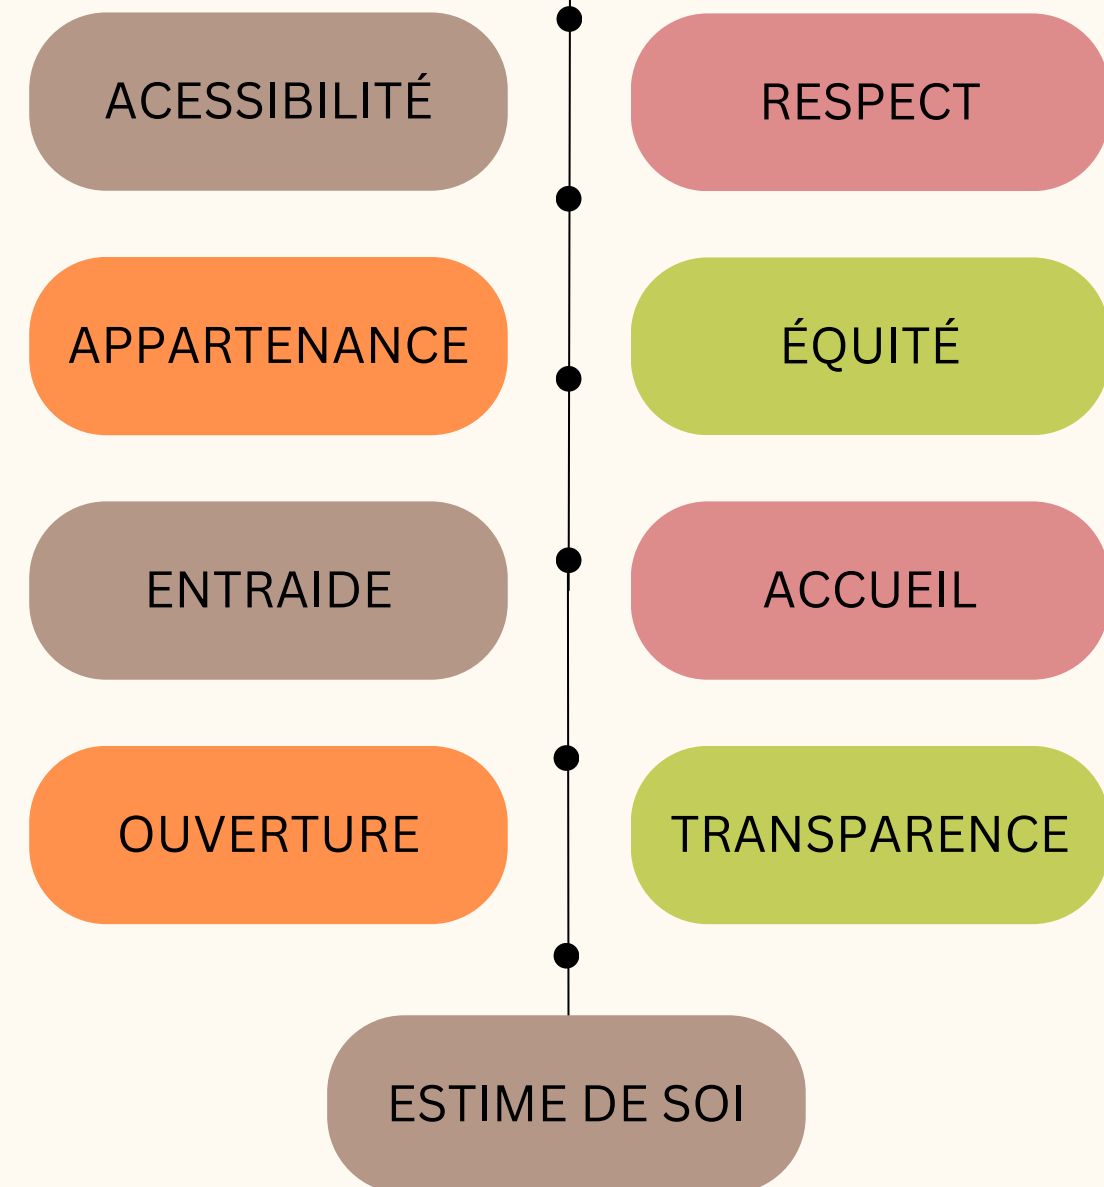 ACESSIBILITÉ
RESPECT
APPARTENANCE
ÉQUITÉ
ENTRAIDE
ACCUEIL
OUVERTURE
TRANSPARENCE
ESTIME DE SOI